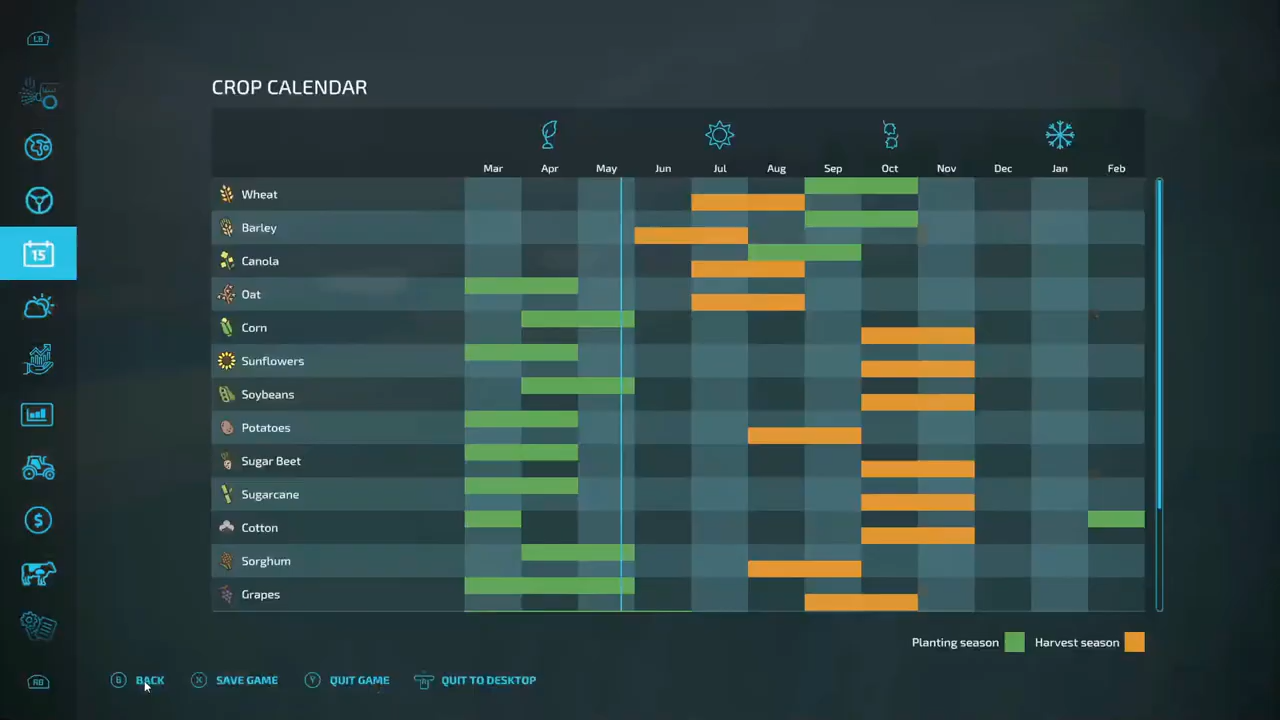 LB
CROP CALENDAR
Mar Apr May Jun Jul Aug Sep Oct Nov Dec Jan Feb
Wheat
Barley
15
Canola
Oat
Corn
Sunflowers
Soybeans
Potatoes
Sugar Beet
Sugarcane
Cotton
Sorghum
Grapes
Planting season Harvest season
RB
B BACK X SAVE GAME Y QUIT GAME QUIT TO DESKTOP